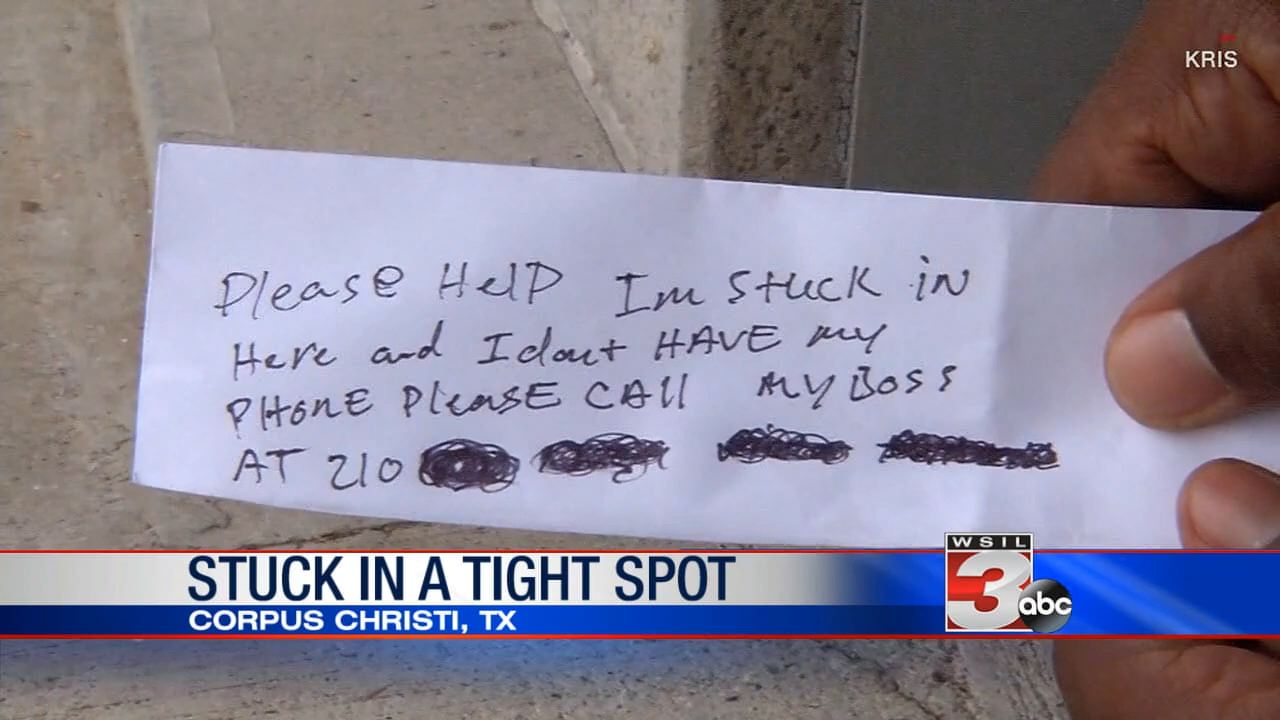 KRIS
Please Help Im stuck in
Here and I dont HAVE my
PHONE Please CAll MY BOSS
AT 210
STUCK IN A TIGHT SPOT
CORPUS CHRISTI, TX
WSIL
3
abc